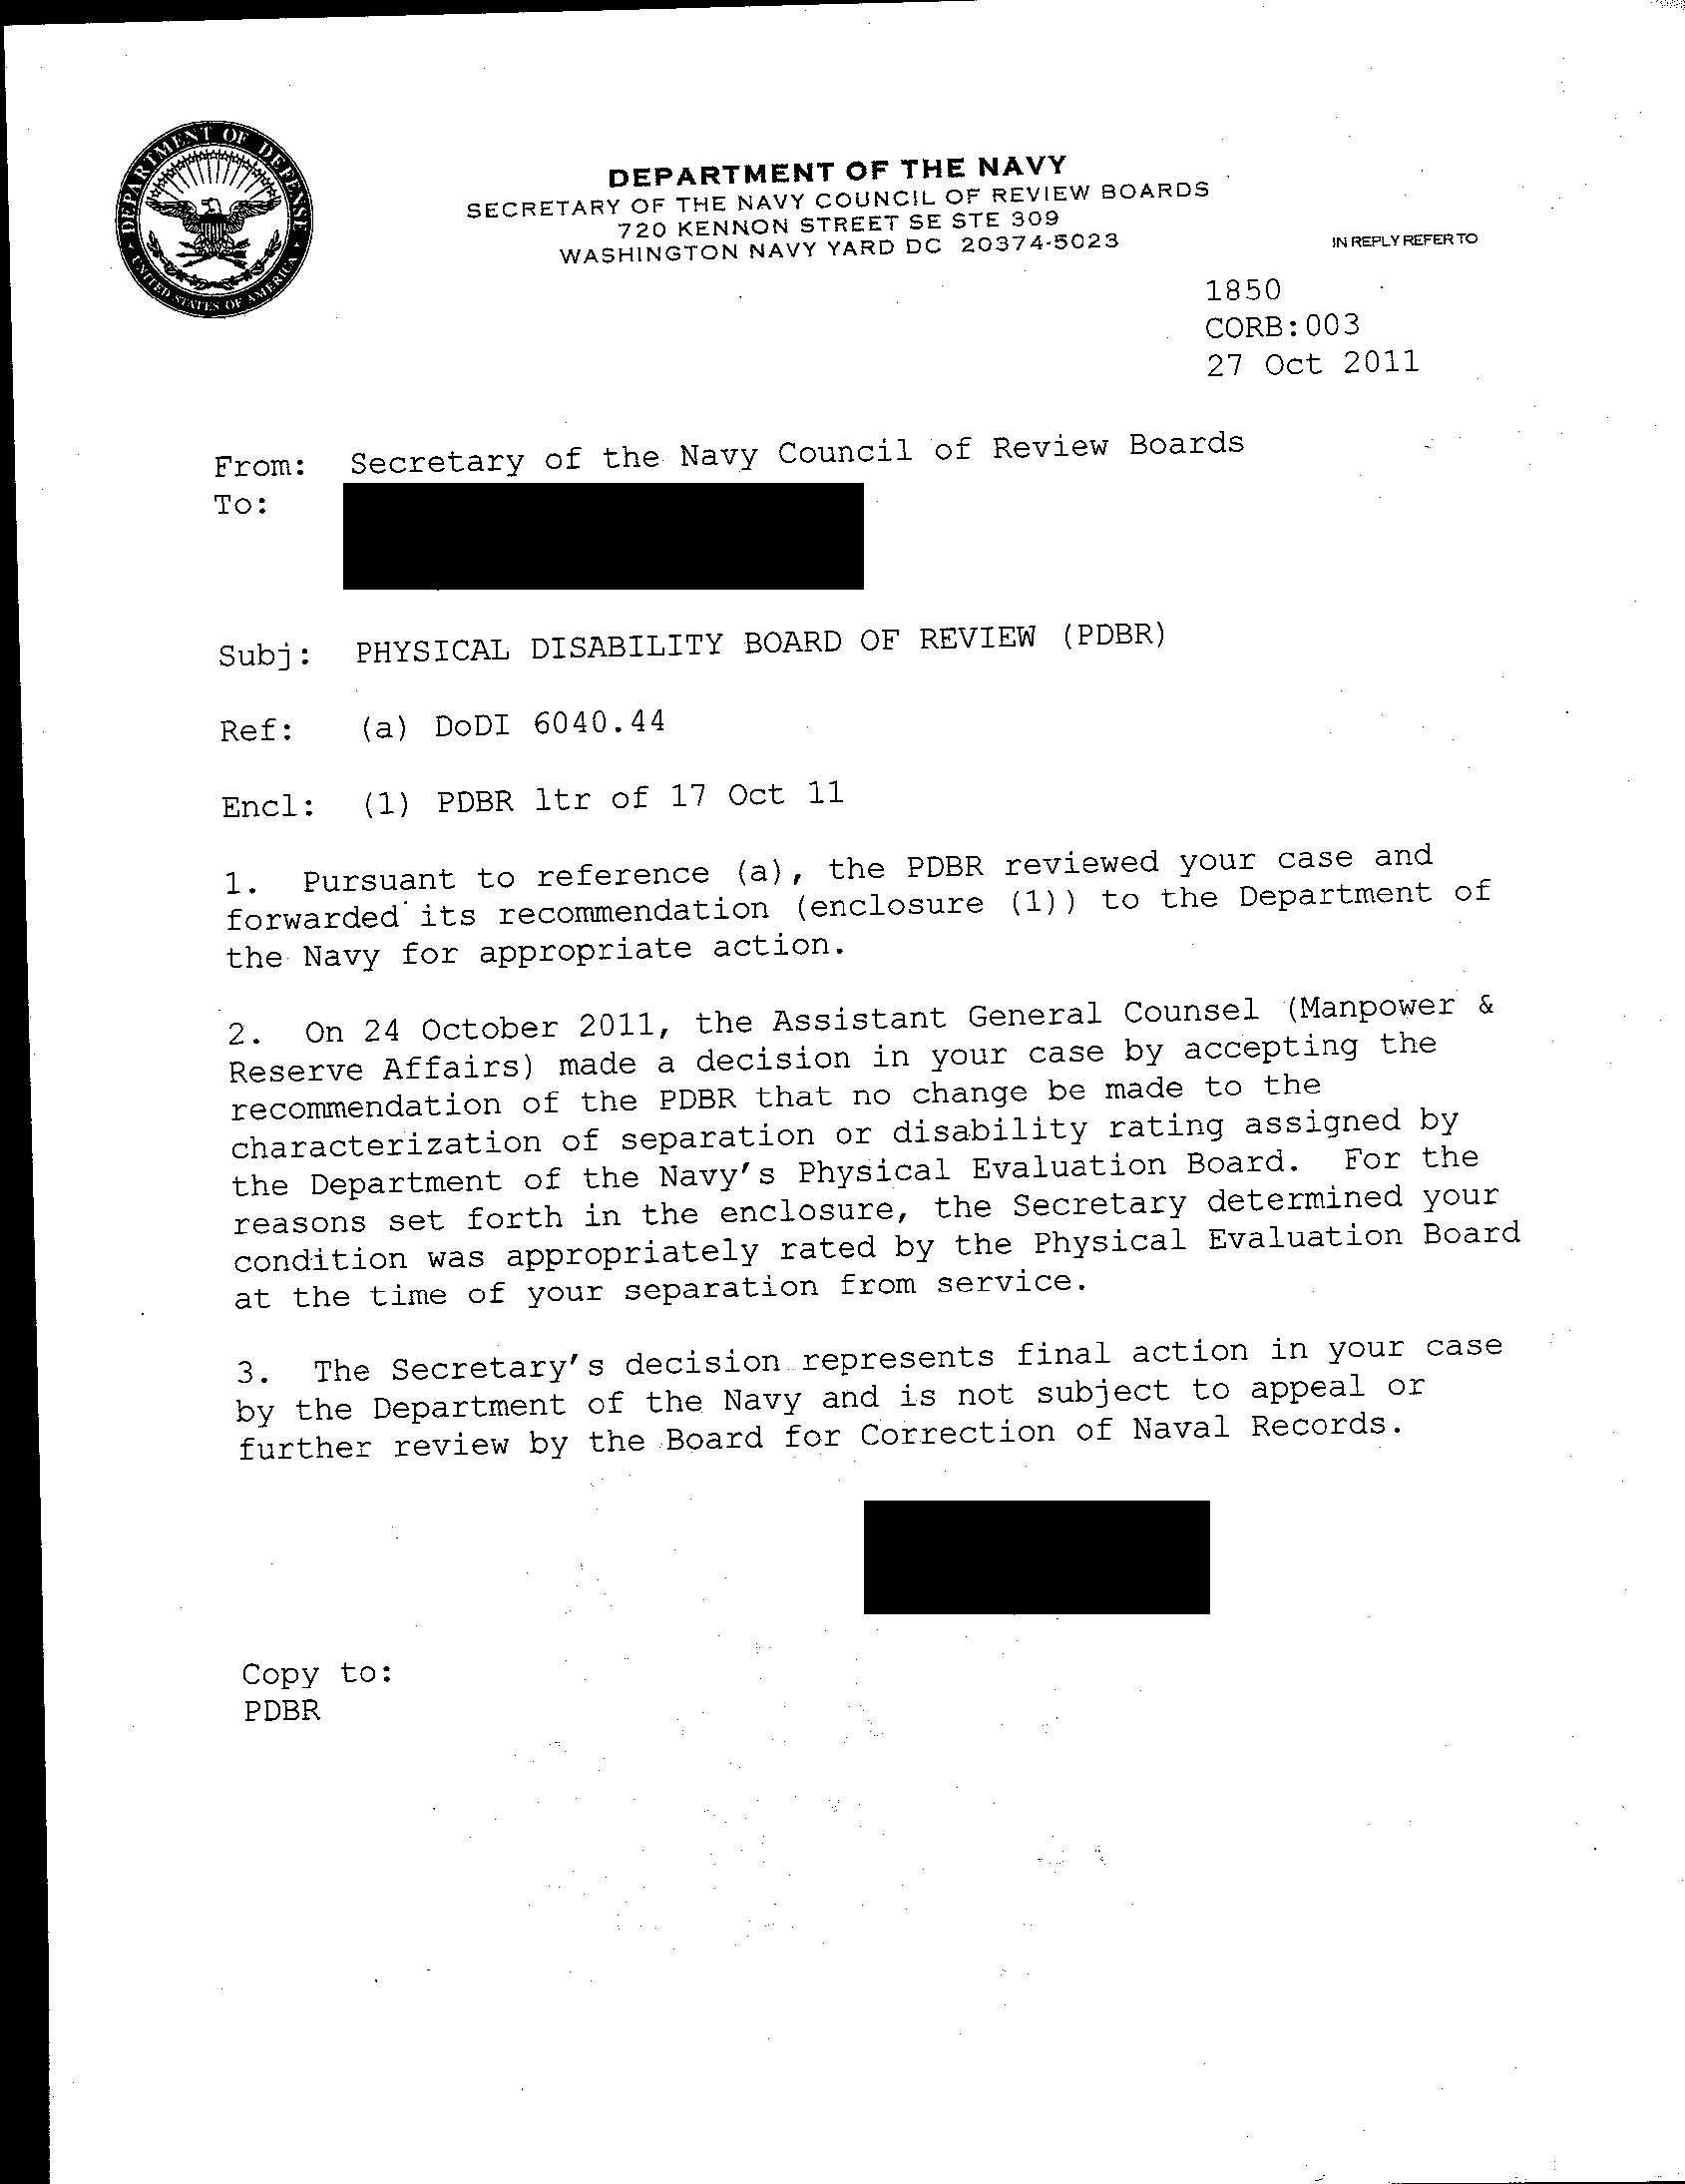 DEPARTMENT OF DEFENSE
UNITED STATES OF AMERICA
DEPARTMENT OF THE NAVY
SECRETARY OF THE NAVY COUNCIL OF REVIEW BOARDS
720 KENNON STREET SE STE 309
WASHINGTON NAVY YARD DC 20374-5023
IN REPLY REFER TO
1850
CORB:003
27 Oct 2011
From: Secretary of the Navy Council of Review Boards
To:
Subj: PHYSICAL DISABILITY BOARD OF REVIEW (PDBR)
Ref: (a) DoDI 6040.44
Encl: (1) PDBR ltr of 17 Oct 11
1. Pursuant to reference (a), the PDBR reviewed your case and
forwarded its recommendation (enclosure (1)) to the Department of
the Navy for appropriate action.
2. On 24 October 2011, the Assistant General Counsel (Manpower &
Reserve Affairs) made a decision in your case by accepting the
recommendation of the PDBR that no change be made to the
characterization of separation or disability rating assigned by
the Department of the Navy's Physical Evaluation Board. For the
reasons set forth in the enclosure, the Secretary determined your
condition was appropriately rated by the Physical Evaluation Board
at the time of your separation from service.
3. The Secretary's decision represents final action in your case
by the Department of the Navy and is not subject to appeal or
further review by the Board for Correction of Naval Records.
Copy to:
PDBR